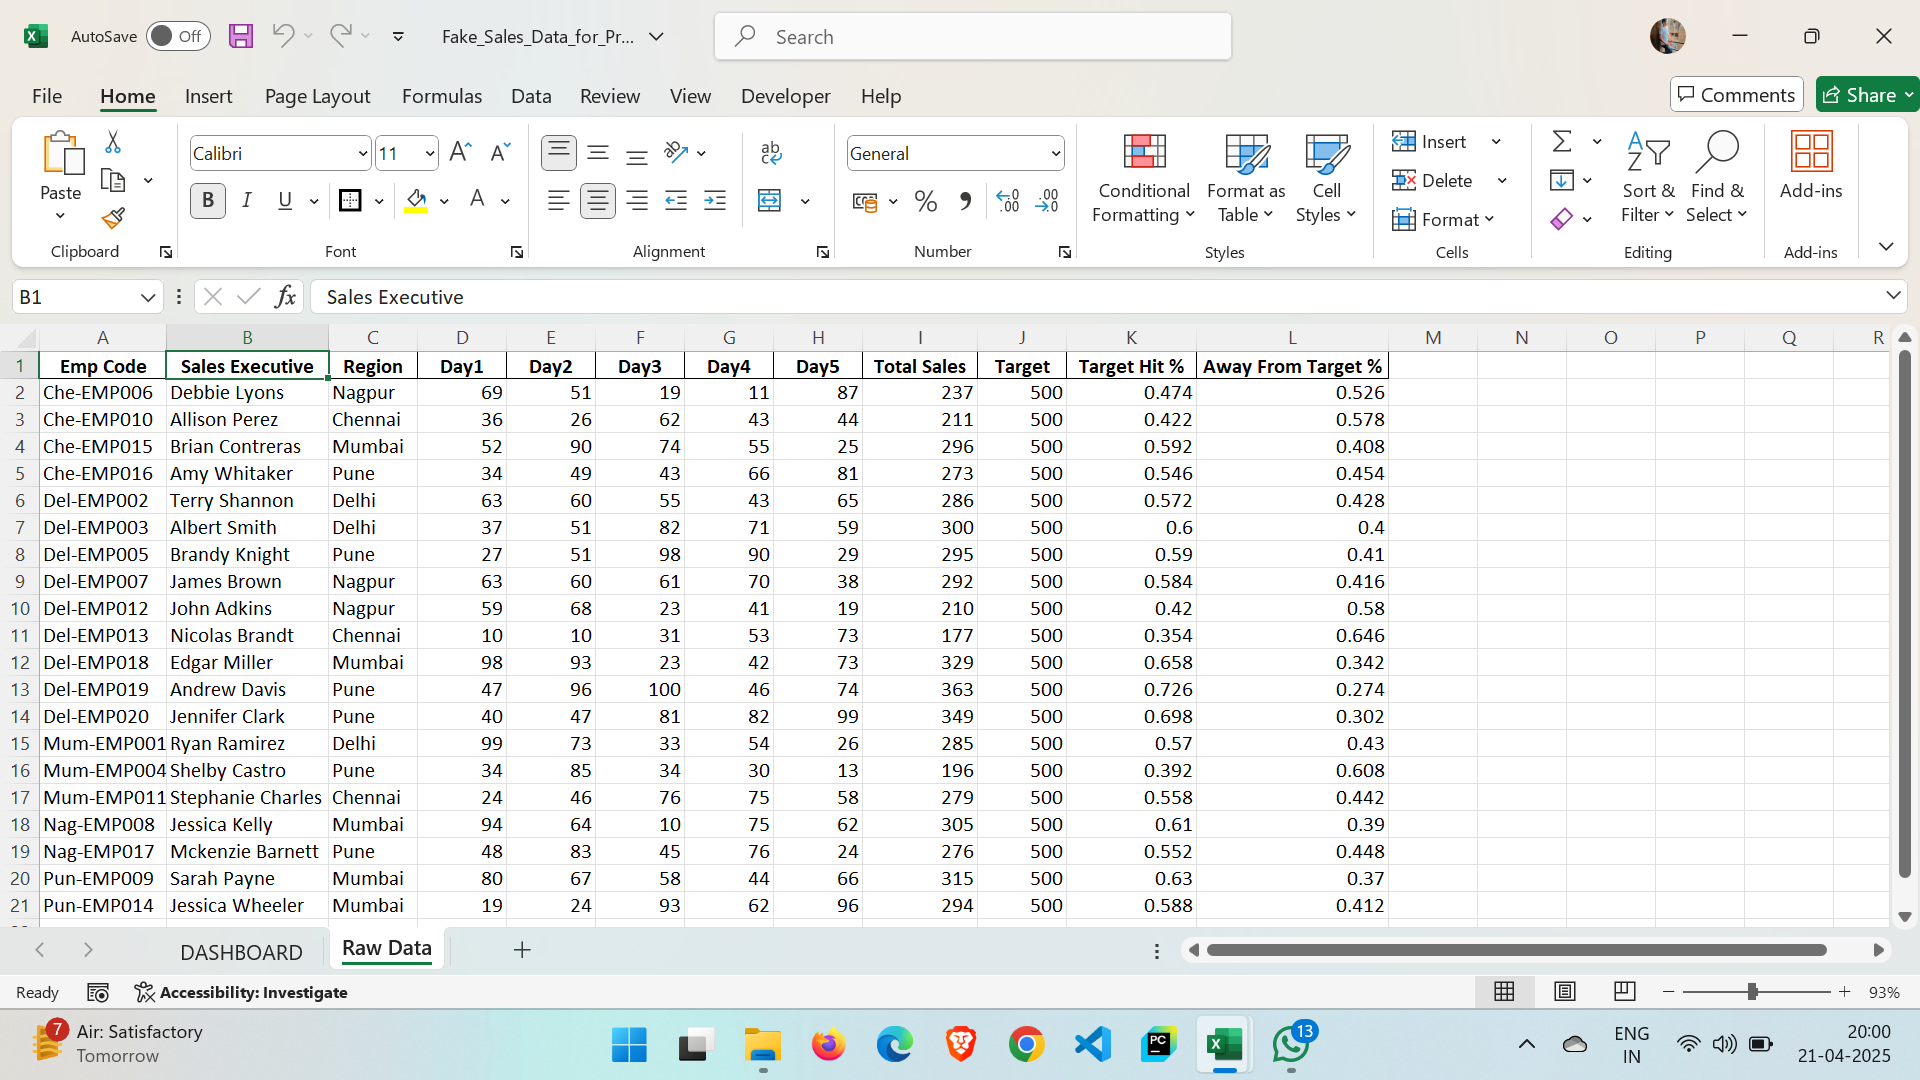 AutoSave Off Fake_Sales_Data_for_Pr... Search
File Home Insert Page Layout Formulas Data Review View Developer Help Comments Share
Paste Calibri 11 General Conditional Formatting Format as Table Cell Styles Insert Delete Format Sort & Filter Find & Select Add-ins
Clipboard Font Alignment Number Styles Cells Editing Add-ins
B1 fx Sales Executive
A B C D E F G H I J K L M N O P Q R
1 Emp Code Sales Executive Region Day1 Day2 Day3 Day4 Day5 Total Sales Target Target Hit % Away From Target %
2 Che-EMP006 Debbie Lyons Nagpur 69 51 19 11 87 237 500 0.474 0.526
3 Che-EMP010 Allison Perez Chennai 36 26 62 43 44 211 500 0.422 0.578
4 Che-EMP015 Brian Contreras Mumbai 52 90 74 55 25 296 500 0.592 0.408
5 Che-EMP016 Amy Whitaker Pune 34 49 43 66 81 273 500 0.546 0.454
6 Del-EMP002 Terry Shannon Delhi 63 60 55 43 65 286 500 0.572 0.428
7 Del-EMP003 Albert Smith Delhi 37 51 82 71 59 300 500 0.6 0.4
8 Del-EMP005 Brandy Knight Pune 27 51 98 90 29 295 500 0.59 0.41
9 Del-EMP007 James Brown Nagpur 63 60 61 70 38 292 500 0.584 0.416
10 Del-EMP012 John Adkins Nagpur 59 68 23 41 19 210 500 0.42 0.58
11 Del-EMP013 Nicolas Brandt Chennai 10 10 31 53 73 177 500 0.354 0.646
12 Del-EMP018 Edgar Miller Mumbai 98 93 23 42 73 329 500 0.658 0.342
13 Del-EMP019 Andrew Davis Pune 47 96 100 46 74 363 500 0.726 0.274
14 Del-EMP020 Jennifer Clark Pune 40 47 81 82 99 349 500 0.698 0.302
15 Mum-EMP001 Ryan Ramirez Delhi 99 73 33 54 26 285 500 0.57 0.43
16 Mum-EMP004 Shelby Castro Pune 34 85 34 30 13 196 500 0.392 0.608
17 Mum-EMP011 Stephanie Charles Chennai 24 46 76 75 58 279 500 0.558 0.442
18 Nag-EMP008 Jessica Kelly Mumbai 94 64 10 75 62 305 500 0.61 0.39
19 Nag-EMP017 Mckenzie Barnett Pune 48 83 45 76 24 276 500 0.552 0.448
20 Pun-EMP009 Sarah Payne Mumbai 80 67 58 44 66 315 500 0.63 0.37
21 Pun-EMP014 Jessica Wheeler Mumbai 19 24 93 62 96 294 500 0.588 0.412
DASHBOARD Raw Data
Ready Accessibility: Investigate 93%
7 Air: Satisfactory
Tomorrow
PC
13
ENG
IN
20:00
21-04-2025